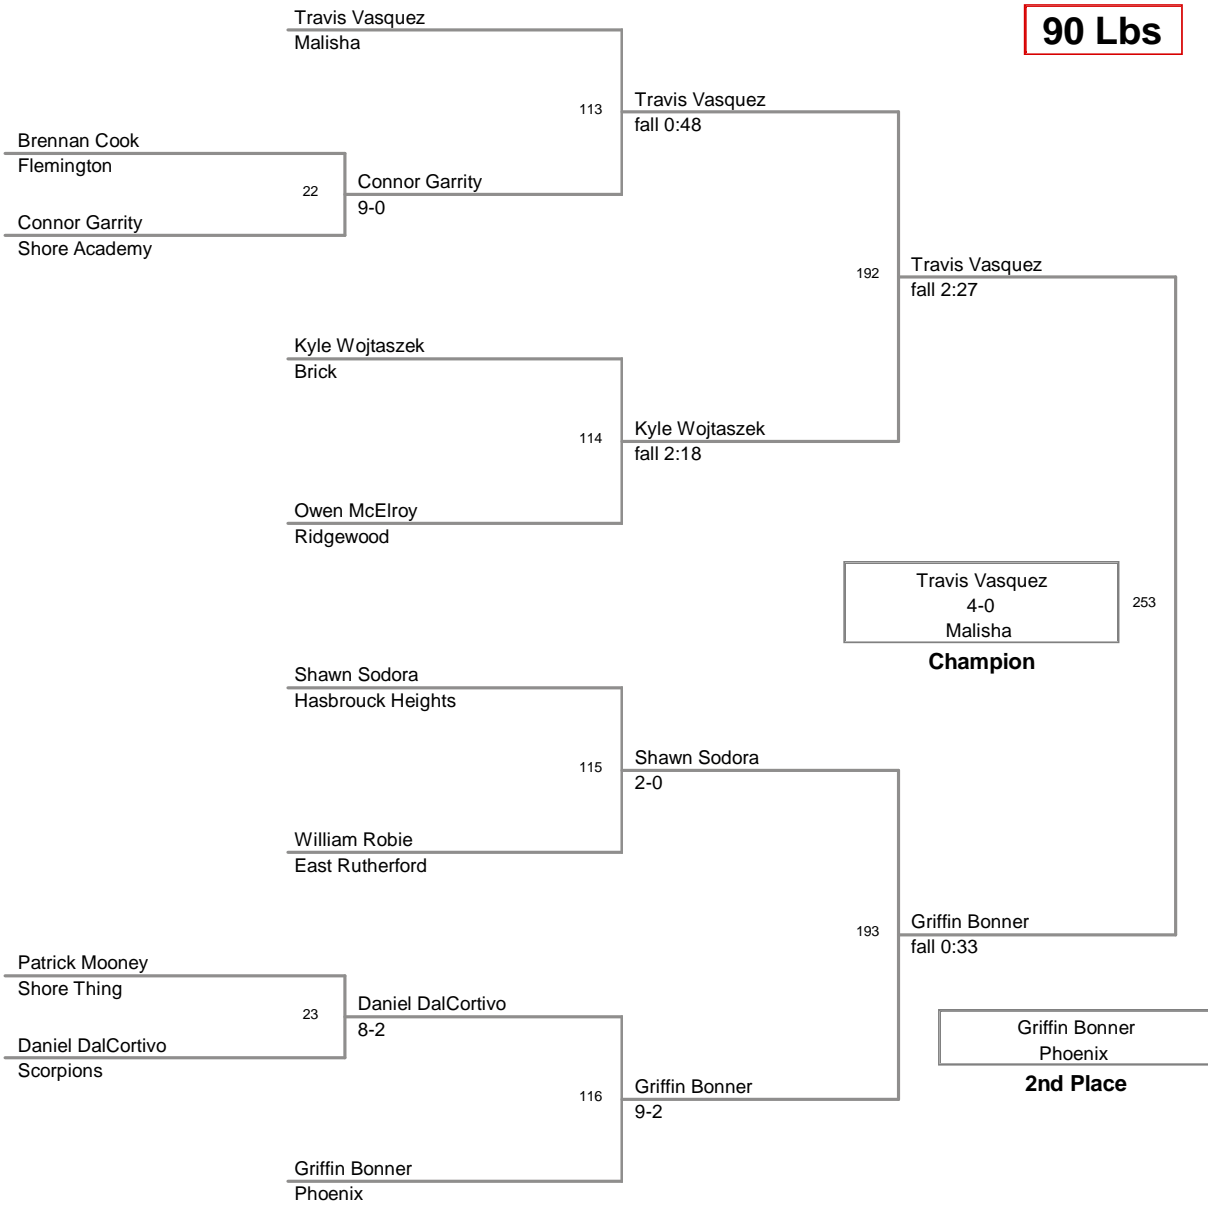 Travis Vasquez
Malisha
90 Lbs
113
Travis Vasquez
fall 0:48
Brennan Cook
Flemington
22
Connor Garrity
9-0
Connor Garrity
Shore Academy
192
Travis Vasquez
fall 2:27
Kyle Wojtaszek
Brick
114
Kyle Wojtaszek
fall 2:18
Owen McElroy
Ridgewood
Travis Vasquez
4-0
Malisha
Champion
253
Shawn Sodora
Hasbrouck Heights
115
Shawn Sodora
2-0
William Robie
East Rutherford
193
Griffin Bonner
fall 0:33
Patrick Mooney
Shore Thing
23
Daniel DalCortivo
8-2
Daniel DalCortivo
Scorpions
Griffin Bonner
Phoenix
2nd Place
116
Griffin Bonner
9-2
Griffin Bonner
Phoenix